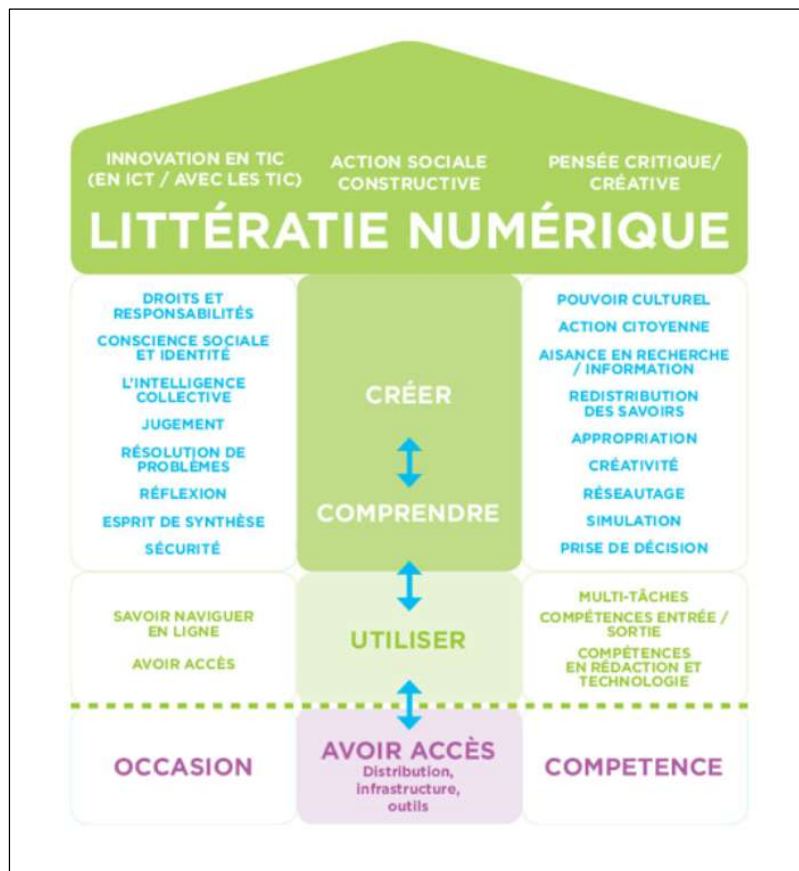 INNOVATION EN TIC
(EN ICT / AVEC LES TIC)
ACTION SOCIALE
CONSTRUCTIVE
PENSÉE CRITIQUE/
CRÉATIVE
LITTÉRATIE NUMÉRIQUE
DROITS ET
RESPONSABILITÉS
CONSCIENCE SOCIALE
ET IDENTITÉ
L'INTELLIGENCE
COLLECTIVE
JUGEMENT
RÉSOLUTION DE
PROBLÈMES
RÉFLEXION
ESPRIT DE SYNTHÈSE
SÉCURITÉ
CRÉER
COMPRENDRE
POUVOIR CULTUREL
ACTION CITOYENNE
AISANCE EN RECHERCHE
/ INFORMATION
REDISTRIBUTION
DES SAVOIRS
APPROPRIATION
CRÉATIVITÉ
RÉSEAUTAGE
SIMULATION
PRISE DE DÉCISION
SAVOIR NAVIGUER
EN LIGNE
AVOIR ACCÈS
UTILISER
MULTI-TÂCHES
COMPÉTENCES ENTRÉE /
SORTIE
COMPÉTENCES
EN RÉDACTION ET
TECHNOLOGIE
OCCASION
AVOIR ACCÈS
Distribution,
infrastructure,
outils
COMPETENCE